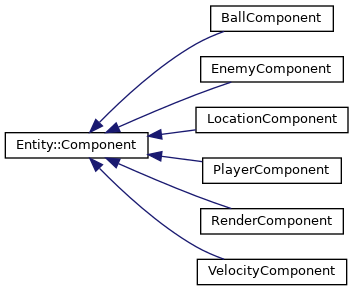 BallComponent
EnemyComponent
LocationComponent
Entity::Component
PlayerComponent
RenderComponent
VelocityComponent